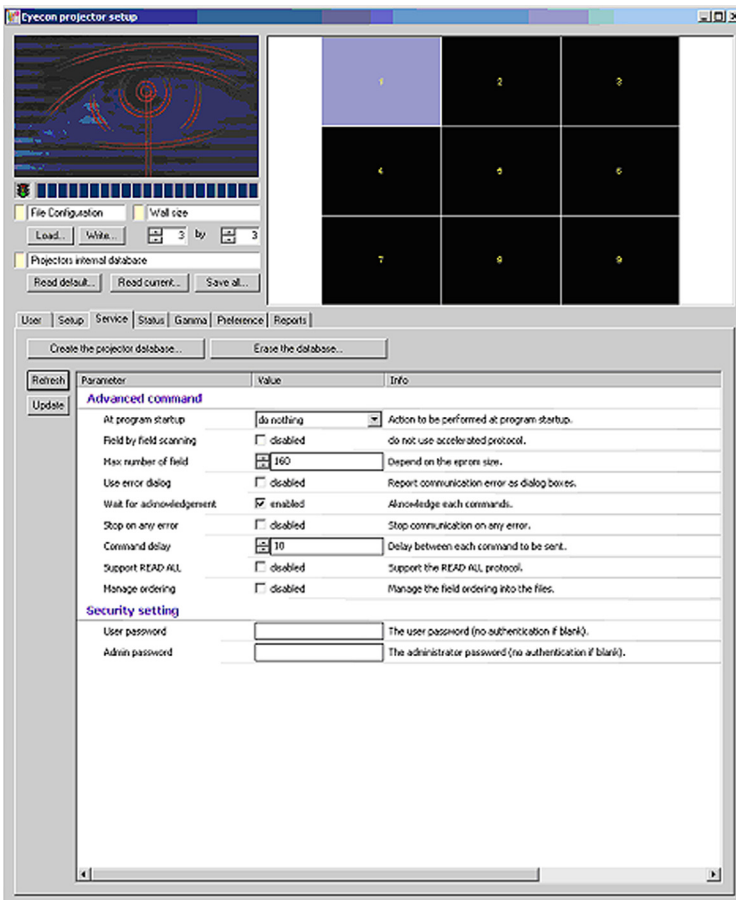 Eyecon projector setup
1 2 3
4 5 6
7 8 9
File Configuration Wall size
Load... Write... 3 by 3
Projectors internal database
Read default... Read current... Save all...
User Setup Service Status Gamma Preference Reports
Create the projector database... Erase the database...
Refresh
Update
Parameter Value Info
Advanced command
At program startup do nothing Action to be performed at program startup.
Field by field scanning disabled do not use accelerated protocol.
Max number of field 160 Depend on the eprom size.
Use error dialog disabled Report communication error as dialog boxes.
Wait for acknowledgement enabled Aknowledge each commands.
Stop on any error disabled Stop communication on any error.
Command delay 10 Delay between each command to be sent.
Support READ ALL disabled Support the READ ALL protocol.
Manage ordering disabled Manage the field ordering into the files.
Security setting
User password The user password (no authentication if blank).
Admin password The administrator password (no authentication if blank).